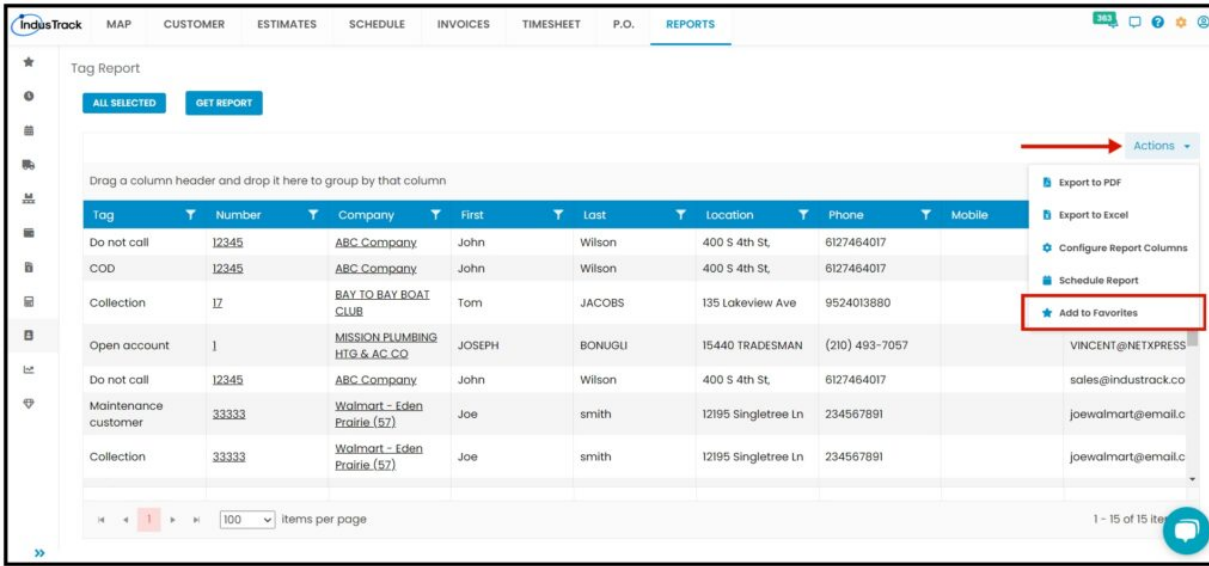 IndusTrack MAP CUSTOMER ESTIMATES SCHEDULE INVOICES TIMESHEET P.O. REPORTS 363
Tag Report
ALL SELECTED GET REPORT
Actions
Drag a column header and drop it here to group by that column
Export to PDF
Export to Excel
Configure Report Columns
Schedule Report
Add to Favorites
Tag Number Company First Last Location Phone Mobile
Do not call 12345 ABC Company John Wilson 400 S 4th St, 6127464017
COD 12345 ABC Company John Wilson 400 S 4th St, 6127464017
Collection 17 BAY TO BAY BOAT Tom JACOBS 135 Lakeview Ave 9524013880
CLUB
Open account 1 MISSION PLUMBING JOSEPH BONUGLI 15440 TRADESMAN (210) 493-7057 VINCENT@NETXPRESS
HTG & AC CO
Do not call 12345 ABC Company John Wilson 400 S 4th St, 6127464017 sales@industrack.co
Maintenance 33333 Walmart - Eden Joe smith 12195 Singletree Ln 234567891 joewalmart@email.c
customer Prairie (57)
Collection 33333 Walmart - Eden Joe smith 12195 Singletree Ln 234567891 joewalmart@email.c
Prairie (57)
1 100 items per page 1 - 15 of 15 ite